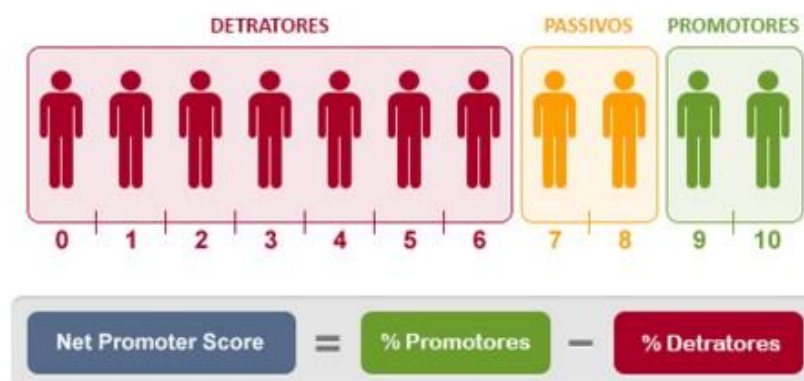 DETRATORES PASSIVOS PROMOTORES
0 1 2 3 4 5 6 7 8 9 10
Net Promoter Score = % Promotores – % Detratores